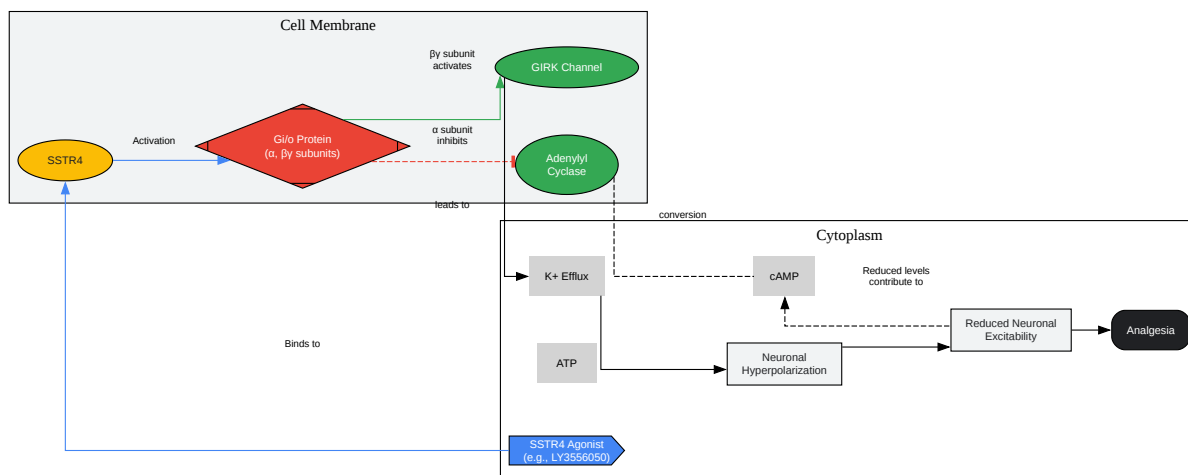 Cell Membrane
βγ subunit
activates
GIRK Channel
Activation
Gi/o Protein
(α, βγ subunits)
α subunit
inhibits
SSTR4
Adenylyl
Cyclase
leads to
conversion
Cytoplasm
K+ Efflux
cAMP
Reduced levels
contribute to
Reduced Neuronal
Excitability
Analgesia
Binds to
ATP
Neuronal
Hyperpolarization
SSTR4 Agonist
(e.g., LY3556050)